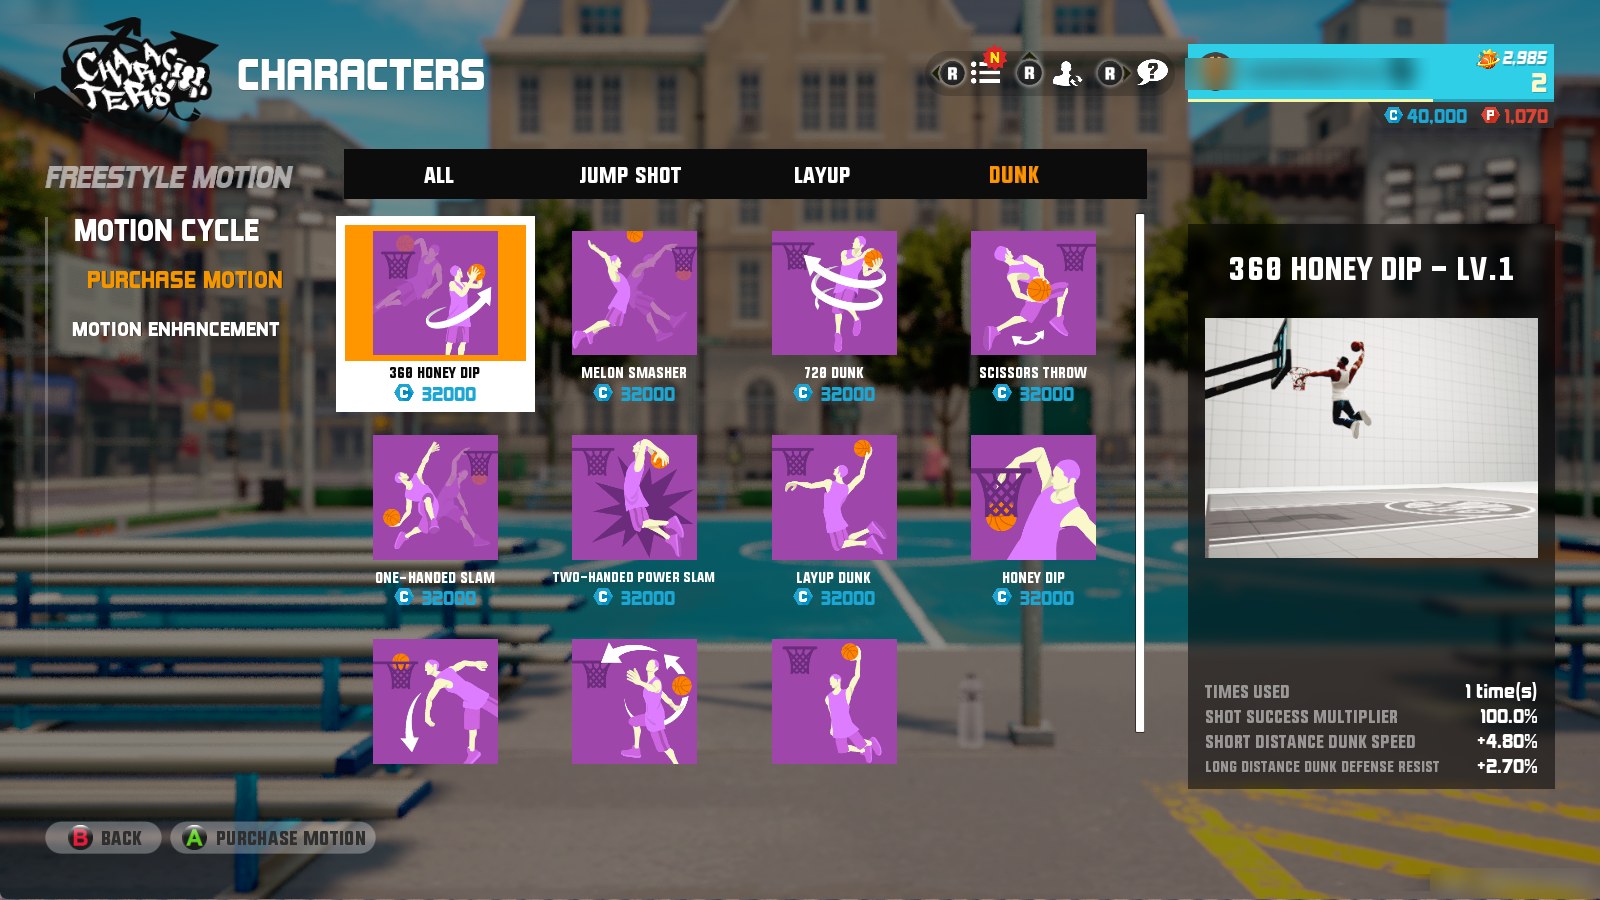 CHARACTERS!!!
CHARACTERS
R
N
R
R
?
2,985
2
C 40,000 P 1,070
FREESTYLE MOTION
ALL JUMP SHOT LAYUP DUNK
MOTION CYCLE
PURCHASE MOTION
MOTION ENHANCEMENT
360 HONEY DIP
C 32000
MELON SMASHER
C 32000
720 DUNK
C 32000
SCISSORS THROW
C 32000
ONE-HANDED SLAM
C 32000
TWO-HANDED POWER SLAM
C 32000
LAYUP DUNK
C 32000
HONEY DIP
C 32000
360 HONEY DIP - LV.1
TIMES USED 1 time(s)
SHOT SUCCESS MULTIPLIER 100.0%
SHORT DISTANCE DUNK SPEED +4.80%
LONG DISTANCE DUNK DEFENSE RESIST +2.70%
B BACK A PURCHASE MOTION